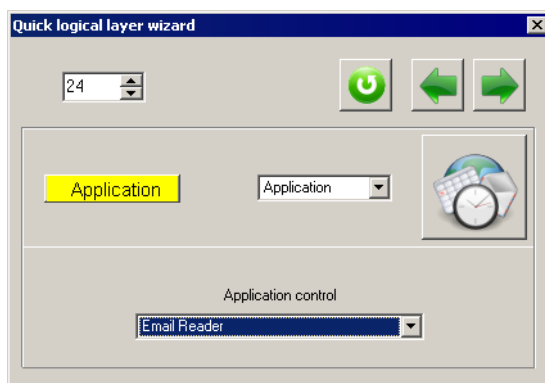 Quick logical layer wizard
24
Application
Application
Application control
Email Reader